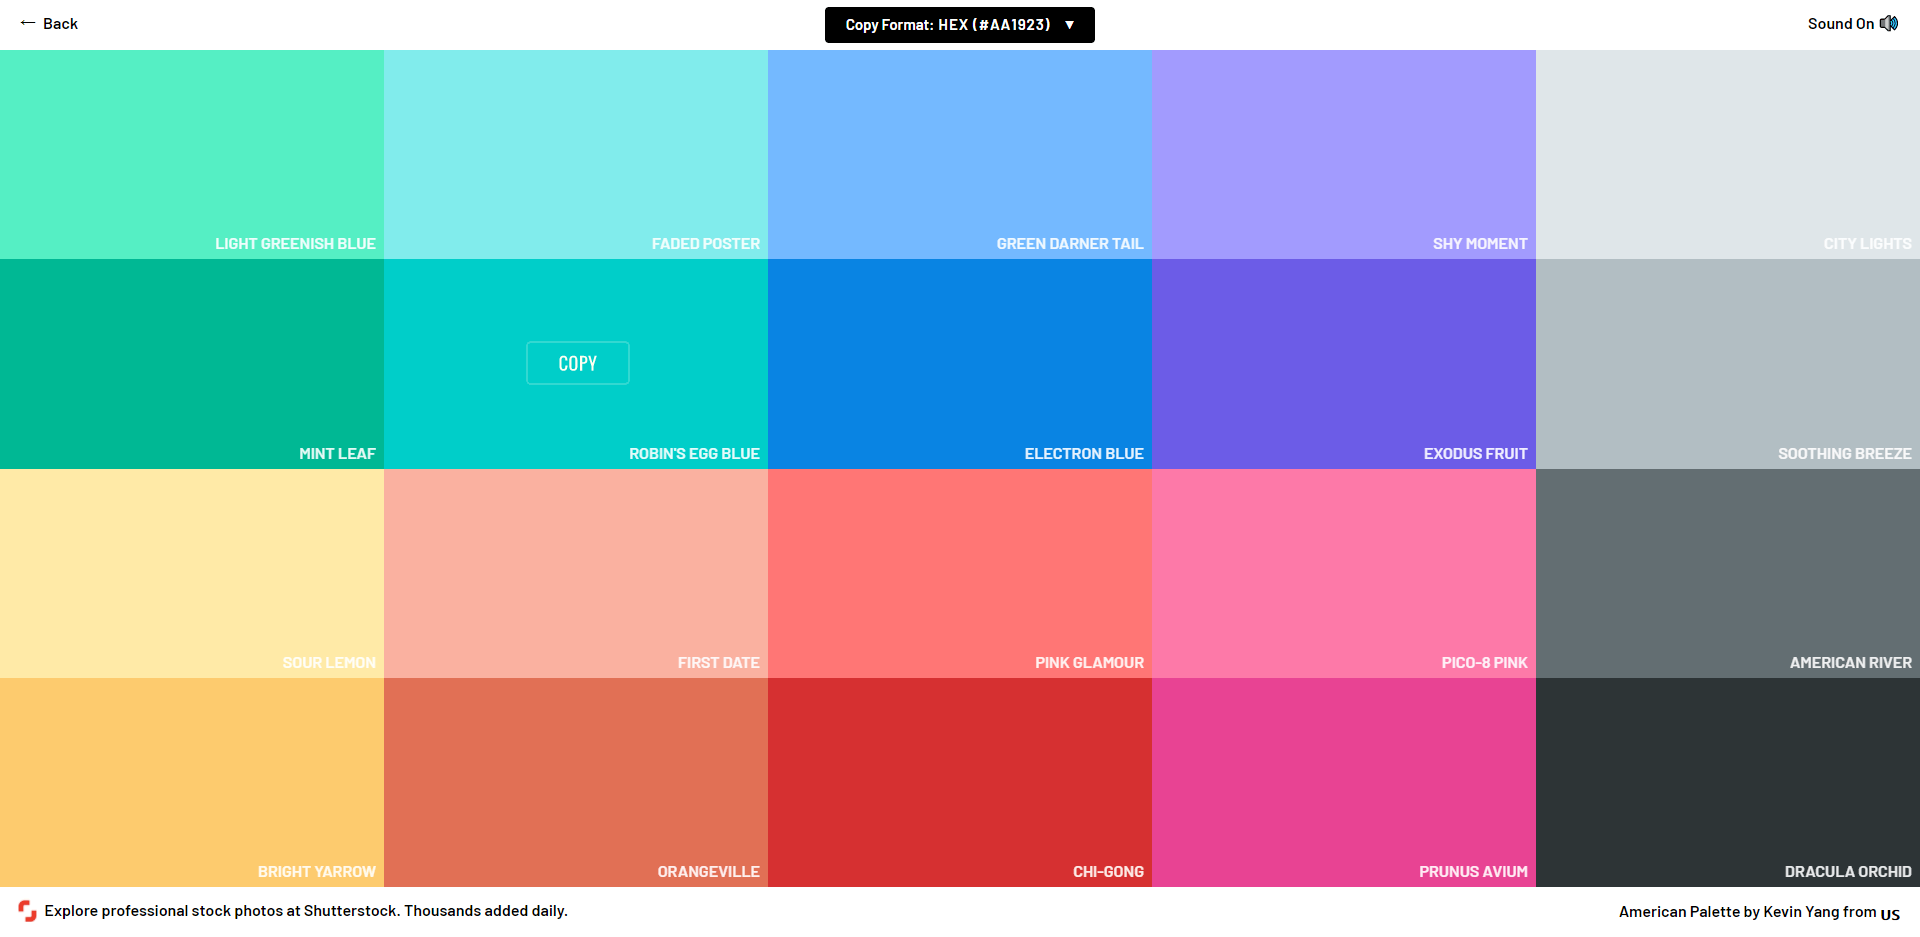 ← Back
Copy Format: HEX (#AA1923) ▼
Sound On
LIGHT GREENISH BLUE
FADED POSTER
GREEN DARNER TAIL
SHY MOMENT
CITY LIGHTS
MINT LEAF
COPY
ROBIN'S EGG BLUE
ELECTRON BLUE
EXODUS FRUIT
SOOTHING BREEZE
SOUR LEMON
FIRST DATE
PINK GLAMOUR
PICO-8 PINK
AMERICAN RIVER
BRIGHT YARROW
ORANGEVILLE
CHI-GONG
PRUNUS AVIUM
DRACULA ORCHID
Explore professional stock photos at Shutterstock. Thousands added daily.
American Palette by Kevin Yang from US